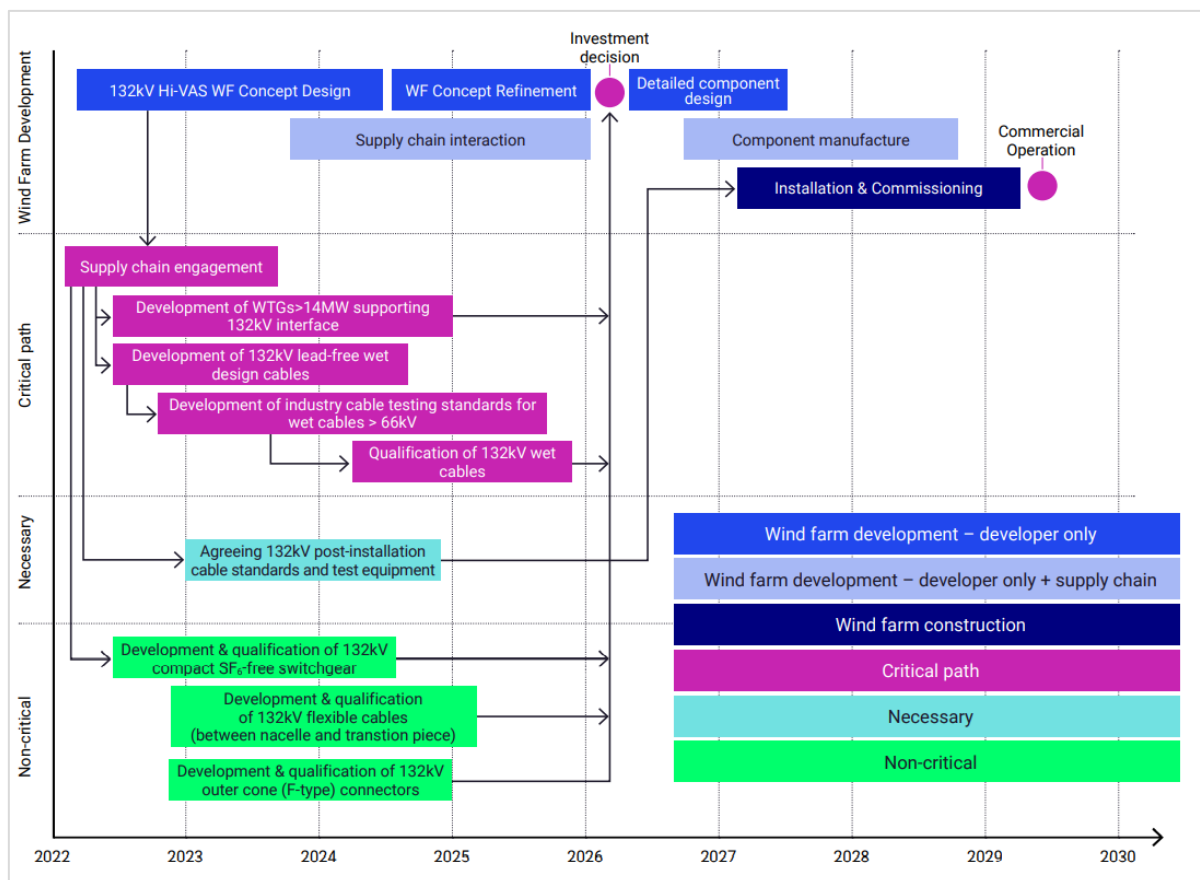 Wind Farm Development
Investment
decision
132kV Hi-VAS WF Concept Design
WF Concept Refinement
Detailed component
design
Supply chain interaction
Component manufacture
Commercial
Operation
Installation & Commissioning
Critical path
Supply chain engagement
Development of WTGs>14MW supporting
132kV interface
Development of 132kV lead-free wet
design cables
Development of industry cable testing standards for
wet cables > 66kV
Qualification of 132kV wet
cables
Necessary
Agreeing 132kV post-installation
cable standards and test equipment
Non-critical
Development & qualification of 132kV
compact SF₆-free switchgear
Development & qualification
of 132kV flexible cables
(between nacelle and transtion piece)
Development & qualification of 132kV
outer cone (F-type) connectors
Wind farm development – developer only
Wind farm development – developer only + supply chain
Wind farm construction
Critical path
Necessary
Non-critical
2022 2023 2024 2025 2026 2027 2028 2029 2030